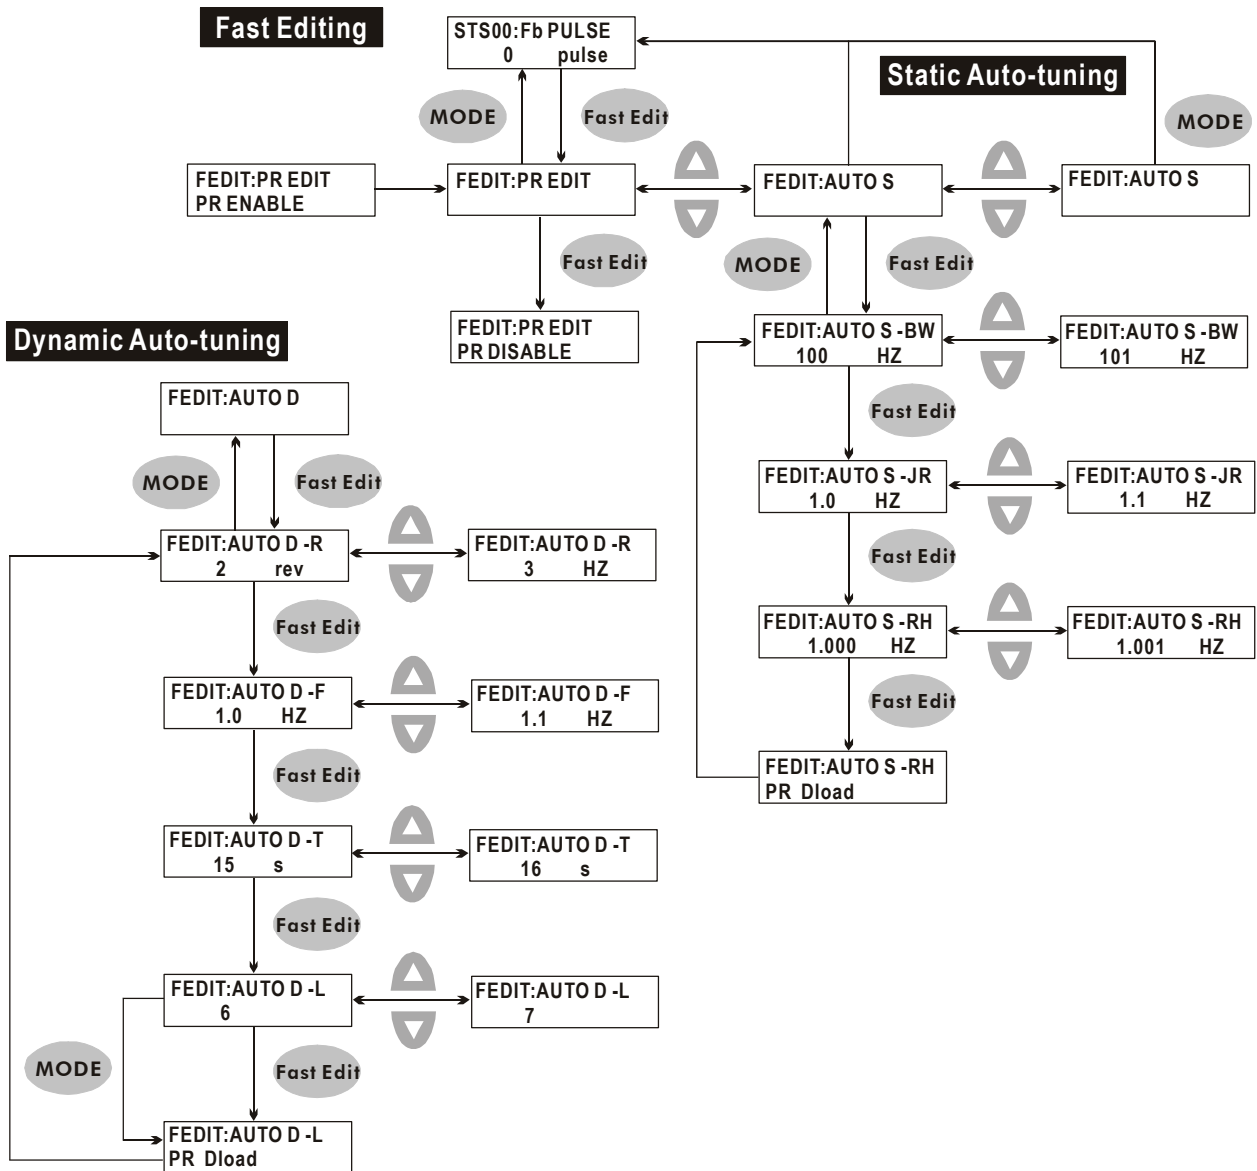 Fast Editing
STS00:Fb PULSE
0 pulse
Static Auto-tuning
MODE
Fast Edit
MODE
FEDIT:PR EDIT
PR ENABLE
FEDIT:PR EDIT
FEDIT:AUTO S
FEDIT:AUTO S
Fast Edit
MODE
Fast Edit
FEDIT:PR EDIT
PR DISABLE
FEDIT:AUTO S -BW
100 HZ
FEDIT:AUTO S -BW
101 HZ
Fast Edit
FEDIT:AUTO S -JR
1.0 HZ
FEDIT:AUTO S -JR
1.1 HZ
Fast Edit
FEDIT:AUTO S -RH
1.000 HZ
FEDIT:AUTO S -RH
1.001 HZ
Fast Edit
FEDIT:AUTO S -RH
PR Dload
Dynamic Auto-tuning
FEDIT:AUTO D
MODE
Fast Edit
FEDIT:AUTO D -R
2 rev
FEDIT:AUTO D -R
3 HZ
Fast Edit
FEDIT:AUTO D -F
1.0 HZ
FEDIT:AUTO D -F
1.1 HZ
Fast Edit
FEDIT:AUTO D -T
15 s
FEDIT:AUTO D -T
16 s
Fast Edit
FEDIT:AUTO D -L
6
FEDIT:AUTO D -L
7
MODE
Fast Edit
FEDIT:AUTO D -L
PR Dload